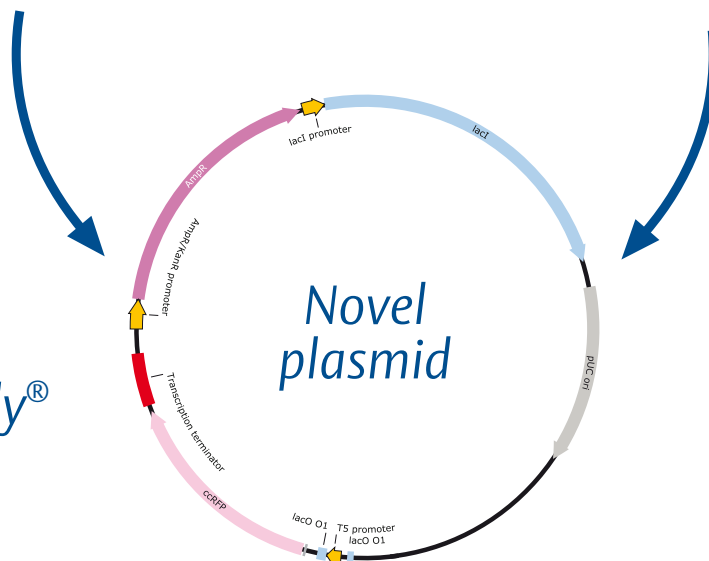 lacI promoter
lacI
AmpR
AmpR/KanR promoter
Novel
plasmid
pUC ori
ly®
Transcription terminator
ccRFP
lacO O1
T5 promoter
lacO O1